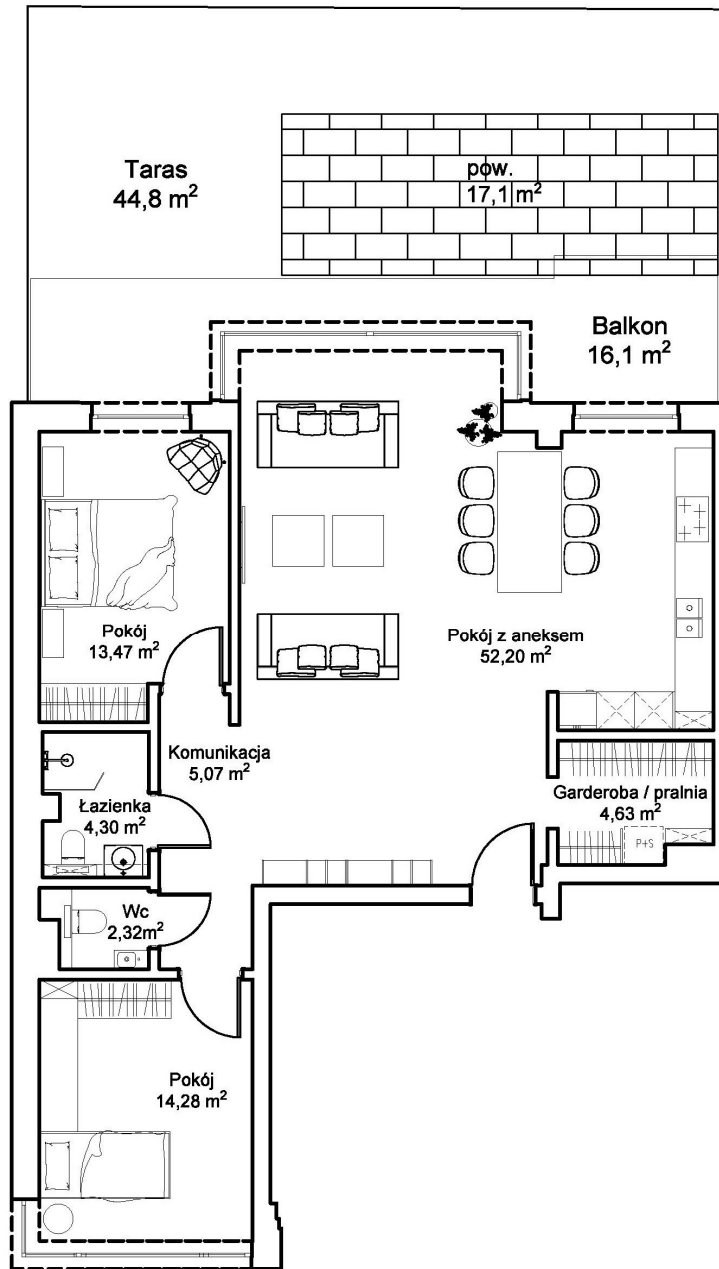 Taras
44,8 m²
pow.
17,1 m²
Balkon
16,1 m²
Pokój
13,47 m²
Pokój z aneksem
52,20 m²
Komunikacja
5,07 m²
Łazienka
4,30 m²
Garderoba / pralnia
4,63 m²
P+S
Wc
2,32m²
Pokój
14,28 m²